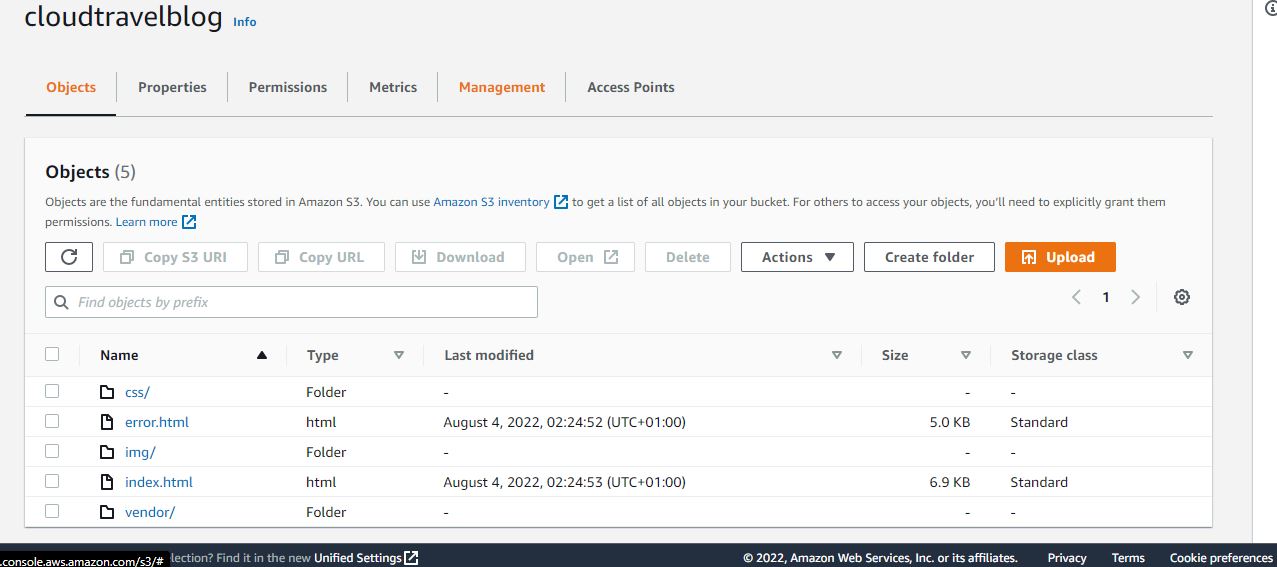 cloudtravelblog Info
Objects Properties Permissions Metrics Management Access Points
Objects (5)
Objects are the fundamental entities stored in Amazon S3. You can use Amazon S3 inventory to get a list of all objects in your bucket. For others to access your objects, you'll need to explicitly grant them
permissions. Learn more
Copy S3 URI Copy URL Download Open Delete Actions Create folder Upload
Find objects by prefix 1
Name Type Last modified Size Storage class
css/ Folder - - -
error.html html August 4, 2022, 02:24:52 (UTC+01:00) 5.0 KB Standard
img/ Folder - - -
index.html html August 4, 2022, 02:24:53 (UTC+01:00) 6.9 KB Standard
vendor/ Folder - - -
.console.aws.amazon.com/s3/# lection? Find it in the new Unified Settings © 2022, Amazon Web Services, Inc. or its affiliates. Privacy Terms Cookie preferences